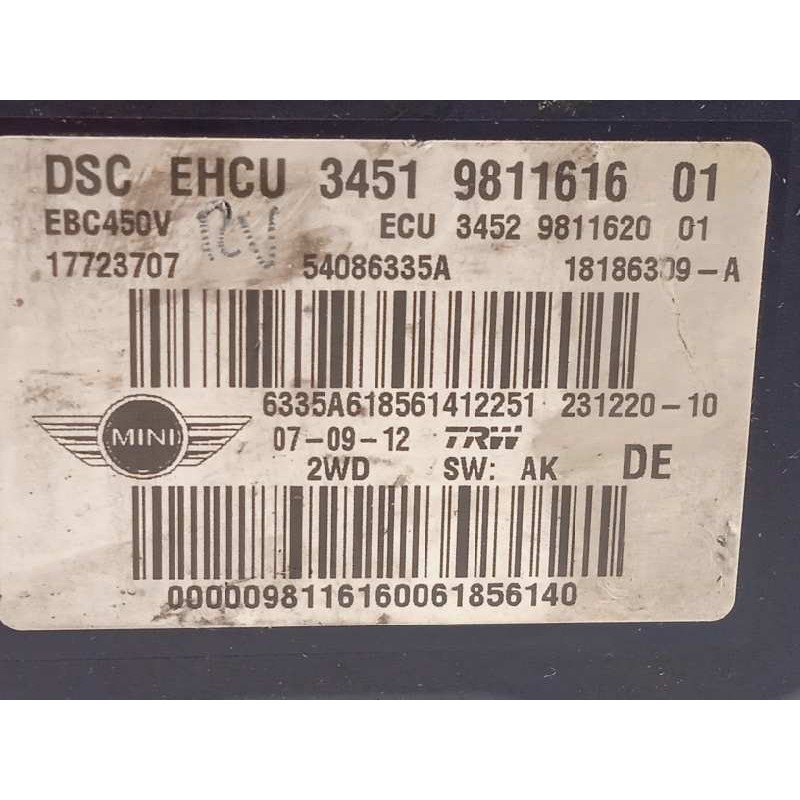 DSC EHCU 3451 9811616 01
EBC450V ECU 3452 9811620 01
17723707 54086335A 18186309-A
6335A618561412251 231220-10
MINI 07-09-12 TRW
2WD SW: AK DE
0000098116160061856140